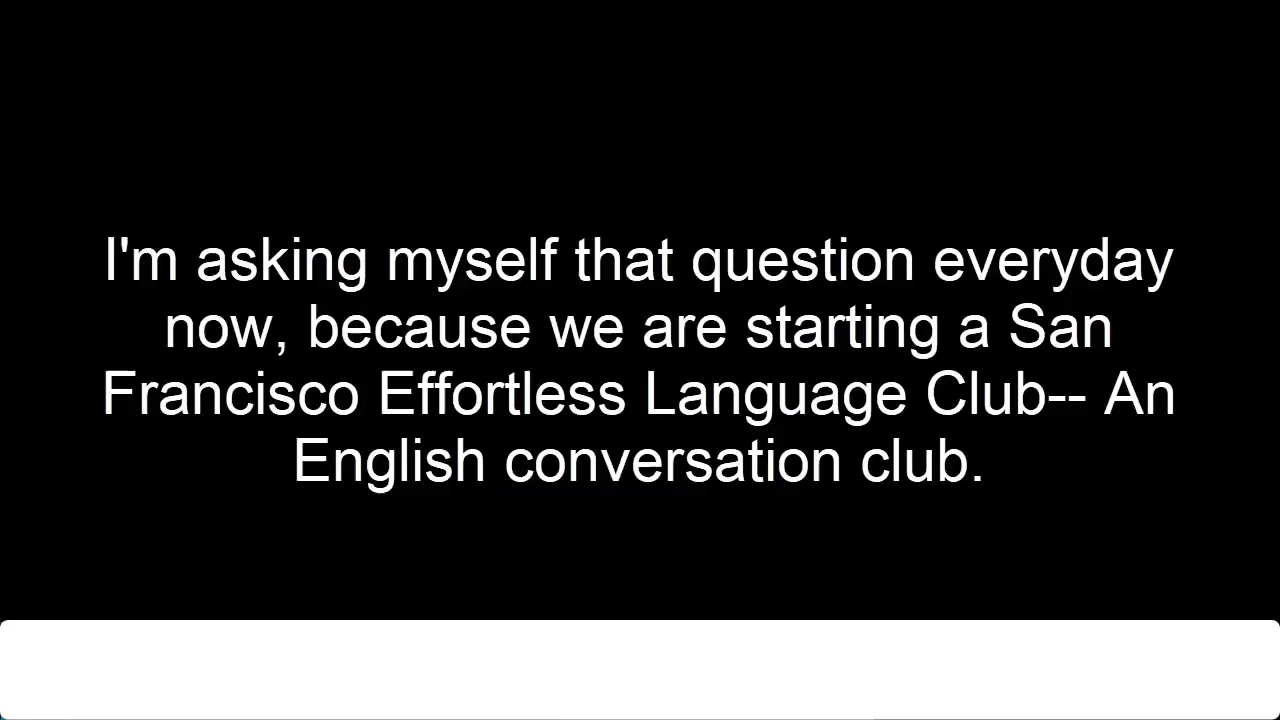 I'm asking myself that question everyday
now, because we are starting a San
Francisco Effortless Language Club-- An
English conversation club.